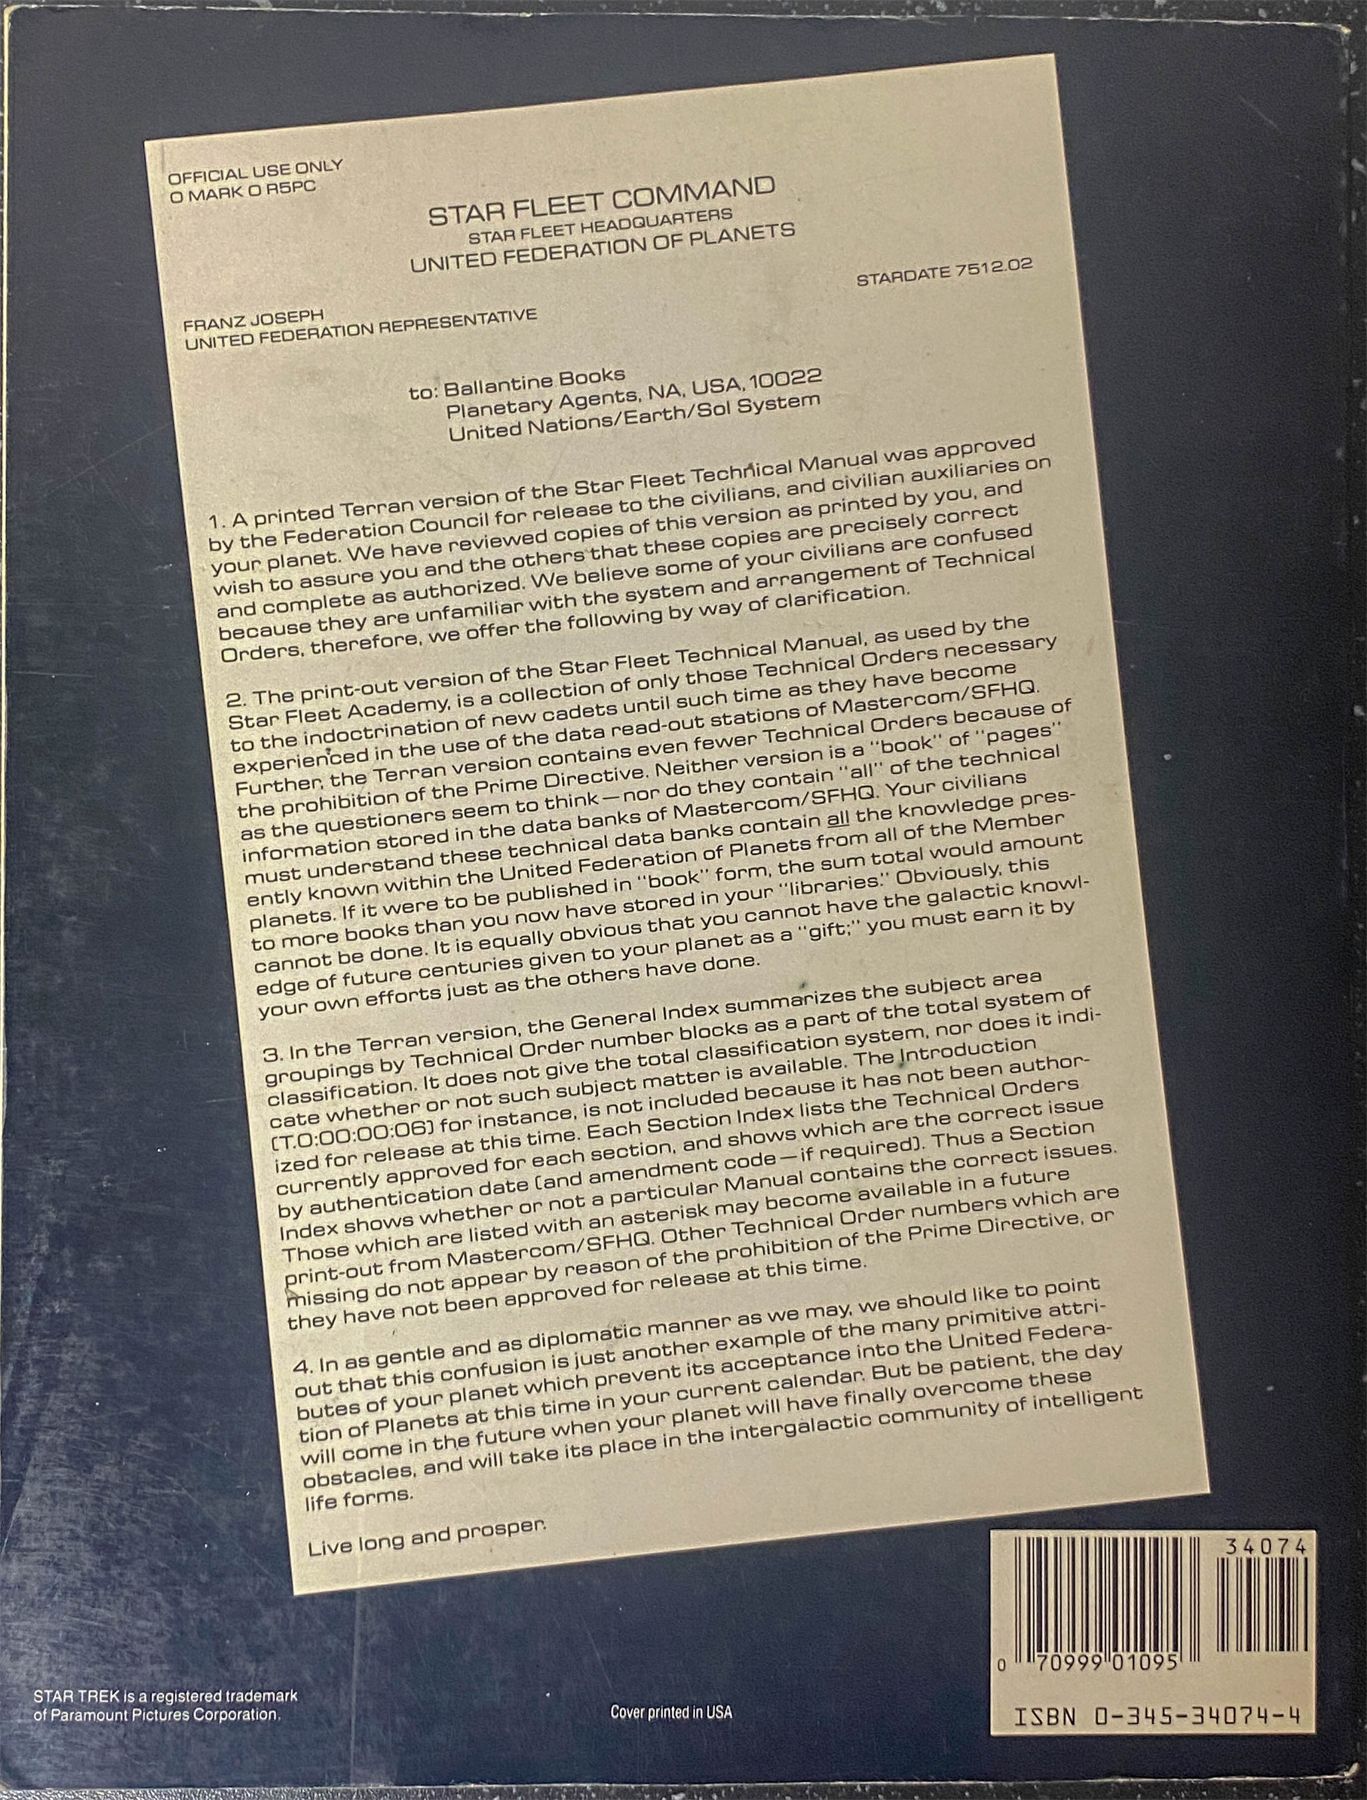 OFFICIAL USE ONLY
O MARK O R5PC
STAR FLEET COMMAND
STAR FLEET HEADQUARTERS
UNITED FEDERATION OF PLANETS
STARDATE 7512.02
FRANZ JOSEPH
UNITED FEDERATION REPRESENTATIVE
to: Ballantine Books
Planetary Agents, NA, USA, 10022
United Nations/Earth/Sol System
1. A printed Terran version of the Star Fleet Technical Manual was approved
by the Federation Council for release to the civilians, and civilian auxiliaries on
your planet. We have reviewed copies of this version as printed by you, and
wish to assure you and the others that these copies are precisely correct
and complete as authorized. We believe some of your civilians are confused
because they are unfamiliar with the system and arrangement of Technical
Orders, therefore, we offer the following by way of clarification.
2. The print-out version of the Star Fleet Technical Manual, as used by the
Star Fleet Academy, is a collection of only those Technical Orders necessary
to the indoctrination of new cadets until such time as they have become
experienced in the use of the data read-out stations of Mastercom/SFHQ.
Further, the Terran version contains even fewer Technical Orders because of
the prohibition of the Prime Directive. Neither version is a "book" of "pages"
as the questioners seem to think—nor do they contain "all" of the technical
information stored in the data banks of Mastercom/SFHQ. Your civilians
must understand these technical data banks contain all the knowledge pres-
ently known within the United Federation of Planets from all of the Member
planets. If it were to be published in "book" form, the sum total would amount
to more books than you now have stored in your "libraries." Obviously, this
cannot be done. It is equally obvious that you cannot have the galactic knowl-
edge of future centuries given to your planet as a "gift;" you must earn it by
your own efforts just as the others have done.
3. In the Terran version, the General Index summarizes the subject area
groupings by Technical Order number blocks as a part of the total system of
classification. It does not give the total classification system, nor does it indi-
cate whether or not such subject matter is available. The Introduction
(T.O:00:00:06) for instance, is not included because it has not been author-
ized for release at this time. Each Section Index lists the Technical Orders
currently approved for each section, and shows which are the correct issue
by authentication date (and amendment code—if required). Thus a Section
Index shows whether or not a particular Manual contains the correct issues.
Those which are listed with an asterisk may become available in a future
print-out from Mastercom/SFHQ. Other Technical Order numbers which are
missing do not appear by reason of the prohibition of the Prime Directive, or
they have not been approved for release at this time.
4. In as gentle and as diplomatic manner as we may, we should like to point
out that this confusion is just another example of the many primitive attri-
butes of your planet which prevent its acceptance into the United Federa-
tion of Planets at this time in your current calendar. But be patient, the day
will come in the future when your planet will have finally overcome these
obstacles, and will take its place in the intergalactic community of intelligent
life forms.
Live long and prosper.
34074
0 70999 01095
ISBN 0-345-34074-4
STAR TREK is a registered trademark
of Paramount Pictures Corporation.
Cover printed in USA